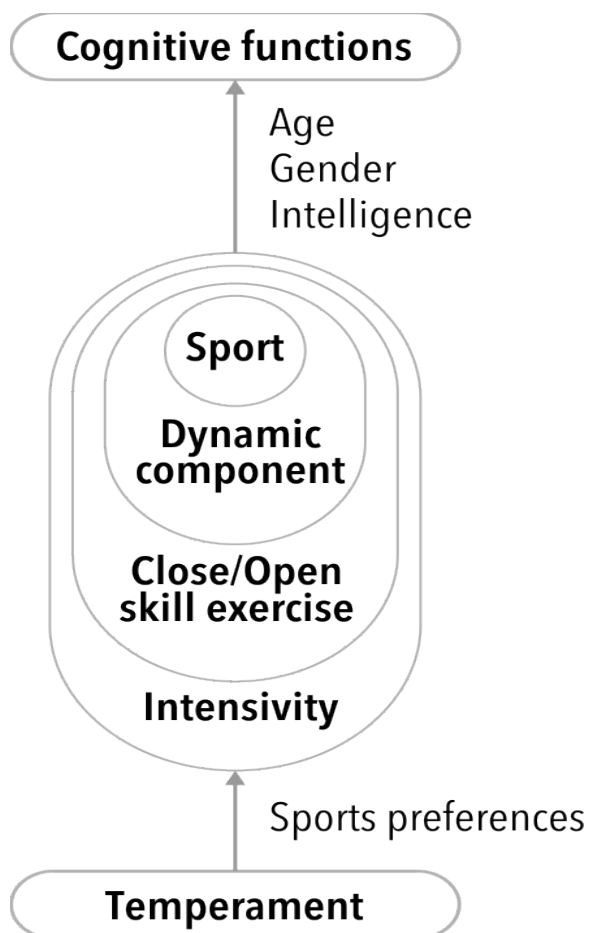 Cognitive functions
Age
Gender
Intelligence
Sport
Dynamic
component
Close/Open
skill exercise
Intensivity
Sports preferences
Temperament